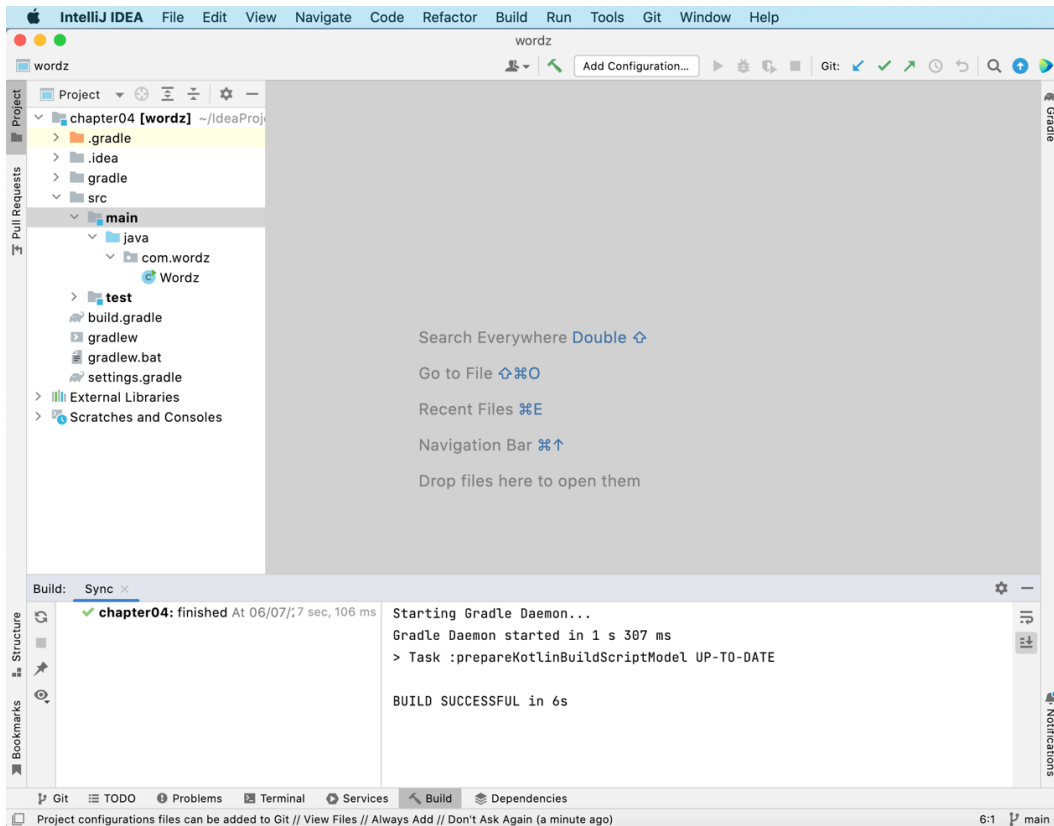 IntelliJ IDEA File Edit View Navigate Code Refactor Build Run Tools Git Window Help
wordz
wordz Add Configuration... Git:
Project
chapter04 [wordz] ~/IdeaProj
.gradle
.idea
gradle
src
main
java
com.wordz
Wordz
test
build.gradle
gradlew
gradlew.bat
settings.gradle
External Libraries
Scratches and Consoles
Project
Pull Requests
Structure
Bookmarks
Search Everywhere Double ⇧
Go to File ⇧⌘O
Recent Files ⌘E
Navigation Bar ⌘↑
Drop files here to open them
Gradle
Notifications
Build: Sync
chapter04: finished At 06/07/ 7 sec, 106 ms
Starting Gradle Daemon...
Gradle Daemon started in 1 s 307 ms
> Task :prepareKotlinBuildScriptModel UP-TO-DATE
BUILD SUCCESSFUL in 6s
Git TODO Problems Terminal Services Build Dependencies
Project configurations files can be added to Git // View Files // Always Add // Don't Ask Again (a minute ago) 6:1 main